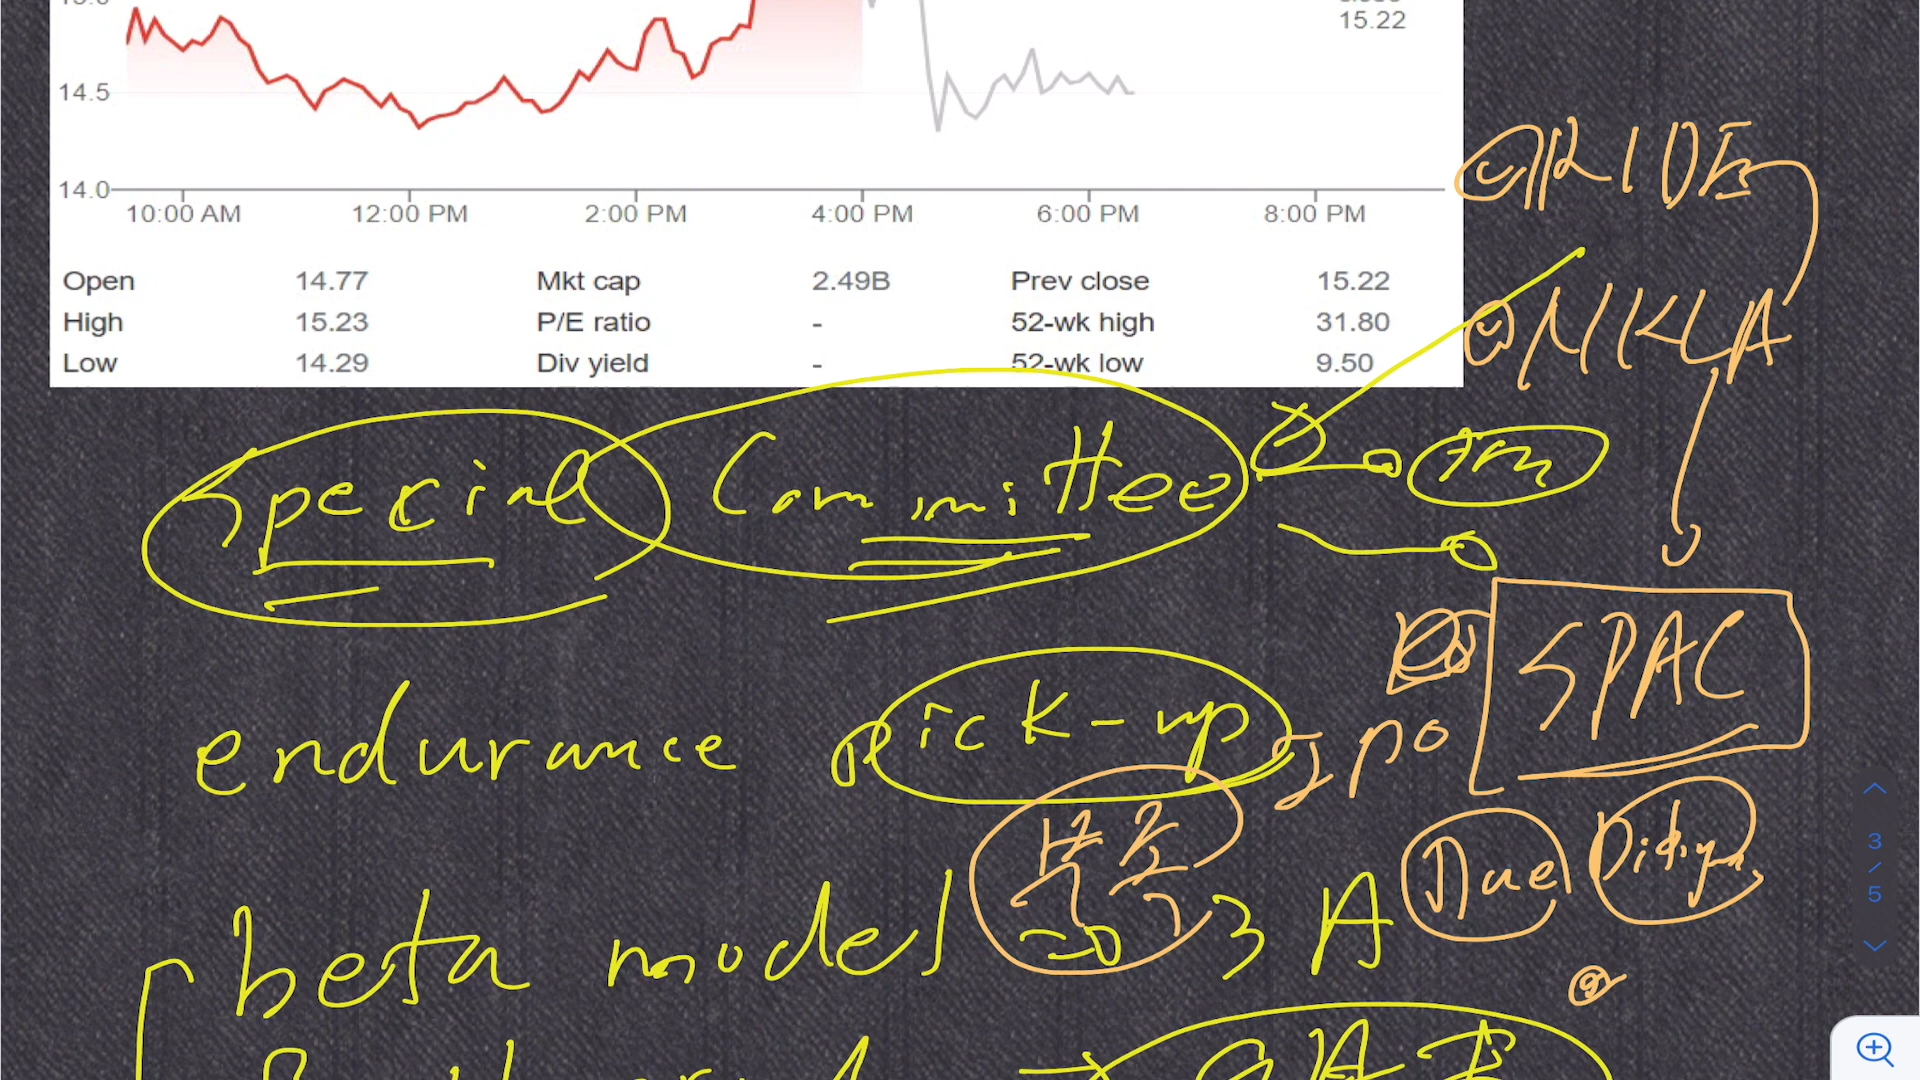 15.22
14.5
14.0
10:00 AM 12:00 PM 2:00 PM 4:00 PM 6:00 PM 8:00 PM
RIDE
Open 14.77 Mkt cap 2.49B Prev close 15.22
High 15.23 P/E ratio - 52-wk high 31.80
Low 14.29 Div yield - 52-wk low 9.50
NKLA
Special Committee
SPAC
endurance Pick-up
IPO
Due
beta model 3 A
3
/
5